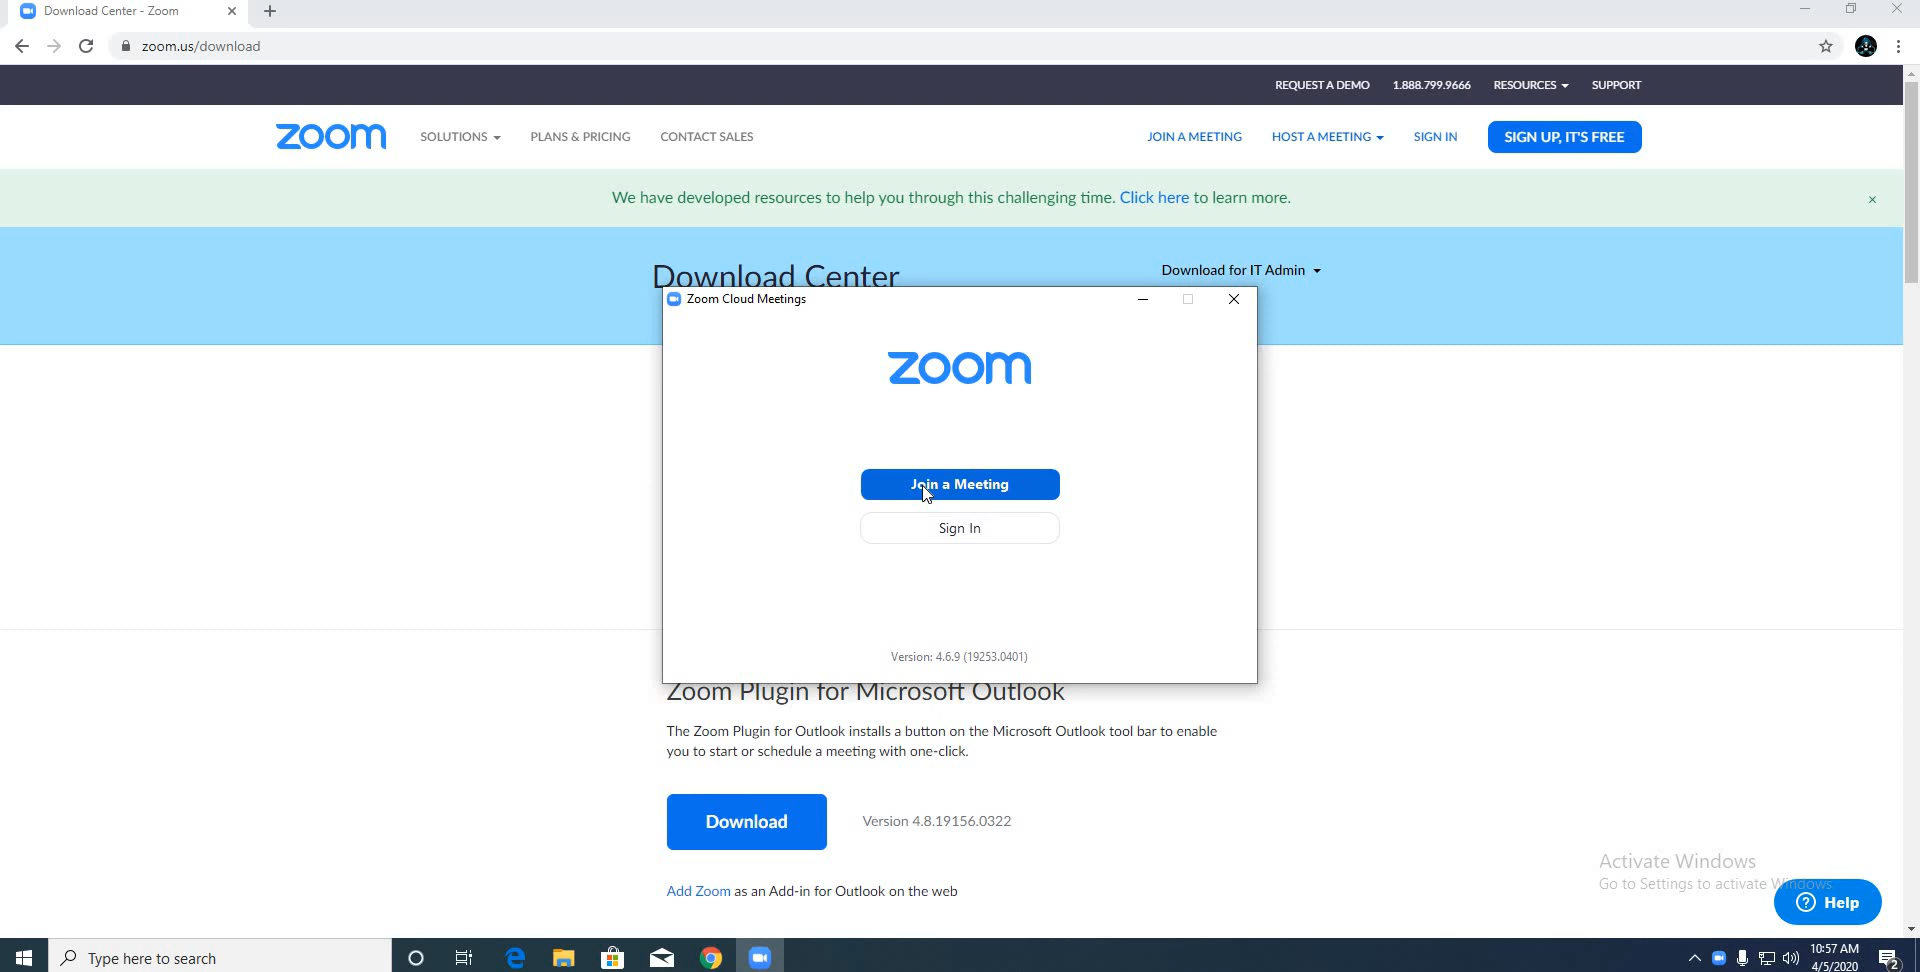 Download Center - Zoom
zoom.us/download
REQUEST A DEMO 1.888.799.9666 RESOURCES SUPPORT
zoom SOLUTIONS PLANS & PRICING CONTACT SALES JOIN A MEETING HOST A MEETING SIGN IN SIGN UP, IT'S FREE
We have developed resources to help you through this challenging time. Click here to learn more.
Download Center
Download for IT Admin
Zoom Cloud Meetings
zoom
Join a Meeting
Sign In
Version: 4.6.9 (19253.0401)
Zoom Plugin for Microsoft Outlook
The Zoom Plugin for Outlook installs a button on the Microsoft Outlook tool bar to enable
you to start or schedule a meeting with one-click.
Download Version 4.8.19156.0322
Add Zoom as an Add-in for Outlook on the web
Activate Windows
Go to Settings to activate Windows.
Help
Type here to search
10:57 AM
4/5/2020
2